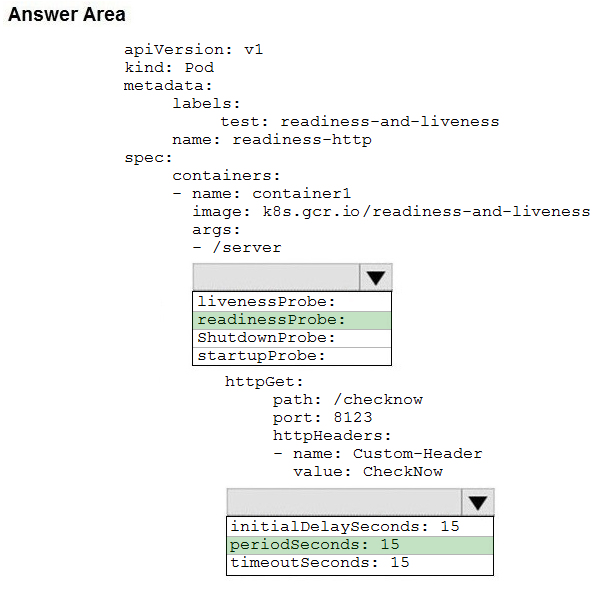 Answer Area
apiVersion: v1
kind: Pod
metadata:
labels:
test: readiness-and-liveness
name: readiness-http
spec:
containers:
- name: container1
image: k8s.gcr.io/readiness-and-liveness
args:
- /server
livenessProbe:
readinessProbe:
ShutdownProbe:
startupProbe:
httpGet:
path: /checknow
port: 8123
httpHeaders:
- name: Custom-Header
value: CheckNow
initialDelaySeconds: 15
periodSeconds: 15
timeoutSeconds: 15